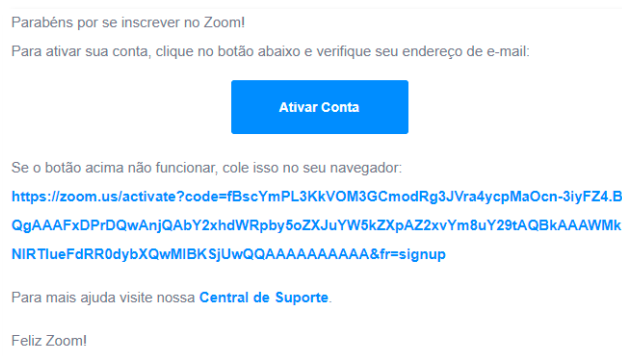 Parabéns por se inscrever no Zoom!
Para ativar sua conta, clique no botão abaixo e verifique seu endereço de e-mail:
Ativar Conta
Se o botão acima não funcionar, cole isso no seu navegador:
https://zoom.us/activate?code=fBscYmPL3KkVOM3GCmodRg3JVra4ycpMaOcn-3iyFZ4.B
QgAAAFxDPrDQwAnjQAbY2xhdWRpby5oZXJuYW5kZXpAZ2xvYm8uY29tAQBkAAAWMk
NIRTlueFdRR0dybXQwMlBKSjUwQQAAAAAAAAAA&fr=signup
Para mais ajuda visite nossa Central de Suporte.
Feliz Zoom!